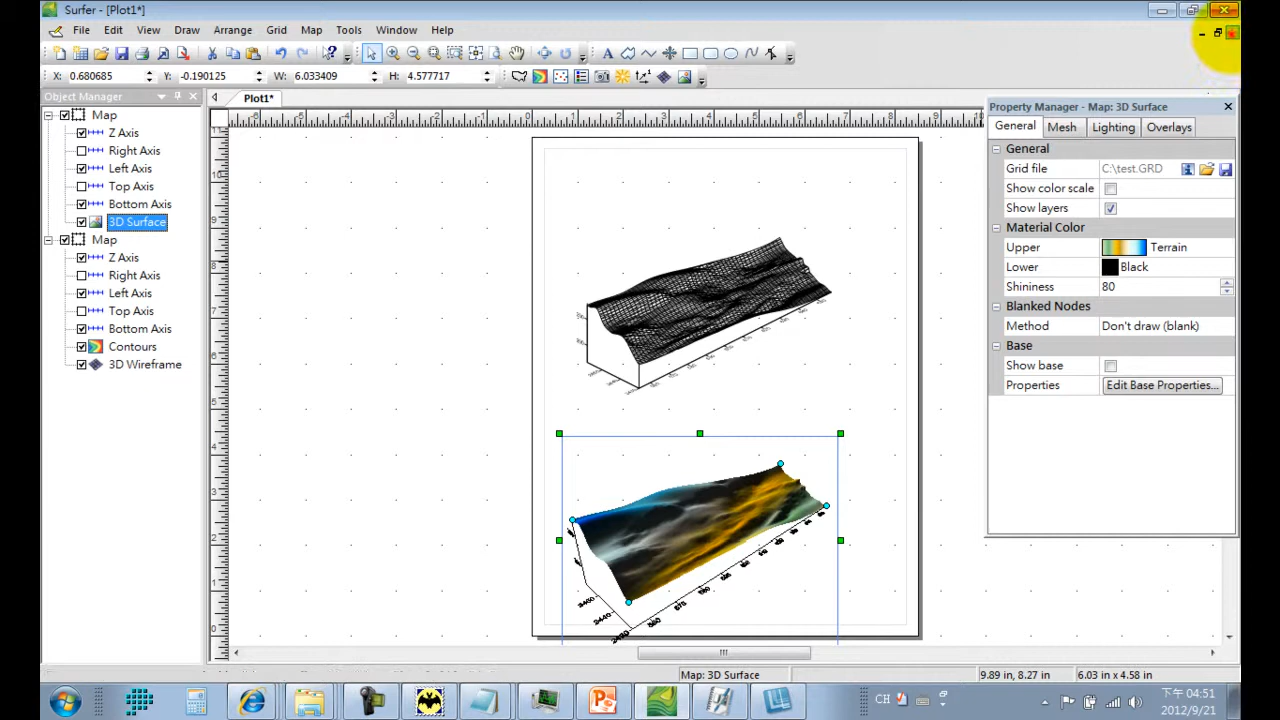 Surfer - [Plot1*]
File Edit View Draw Arrange Grid Map Tools Window Help
X: 0.680685 Y: -0.190125 W: 6.033409 H: 4.577717
Object Manager
Plot1*
Map
Z Axis
Right Axis
Left Axis
Top Axis
Bottom Axis
3D Surface
Map
Z Axis
Right Axis
Left Axis
Top Axis
Bottom Axis
Contours
3D Wireframe
Property Manager - Map: 3D Surface
General Mesh Lighting Overlays
General
Grid file C:\test.GRD
Show color scale
Show layers
Material Color
Upper Terrain
Lower Black
Shininess 80
Blanked Nodes
Method Don't draw (blank)
Base
Show base
Properties Edit Base Properties...
Map: 3D Surface 9.89 in, 8.27 in 6.03 in x 4.58 in
CH
下午 04:51
2012/9/21